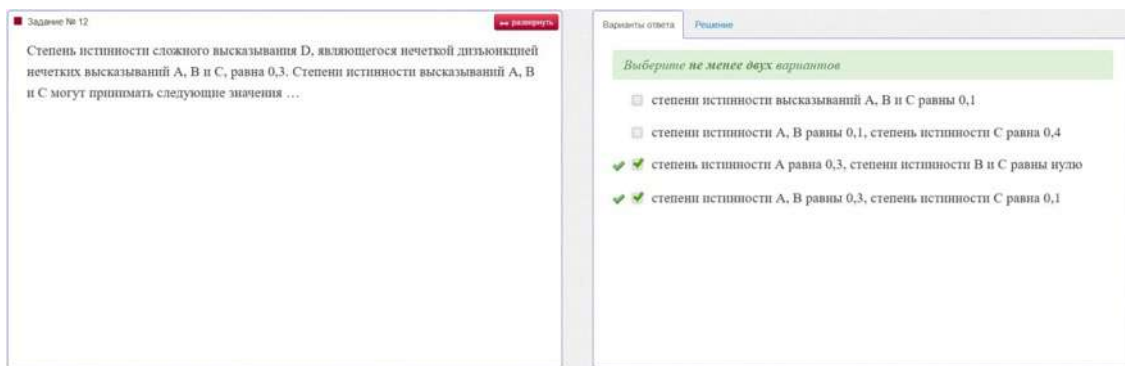 Задание № 12
развернуть
Степень истинности сложного высказывания D, являющегося нечеткой дизъюнкцией
нечетких высказываний A, B и C, равна 0,3. Степени истинности высказываний A, B
и C могут принимать следующие значения …
Варианты ответа
Решение
Выберите не менее двух вариантов
степени истинности высказываний A, B и C равны 0,1
степени истинности A, B равны 0,1, степень истинности C равна 0,4
степень истинности A равна 0,3, степени истинности B и C равны нулю
степени истинности A, B равны 0,3, степень истинности C равна 0,1